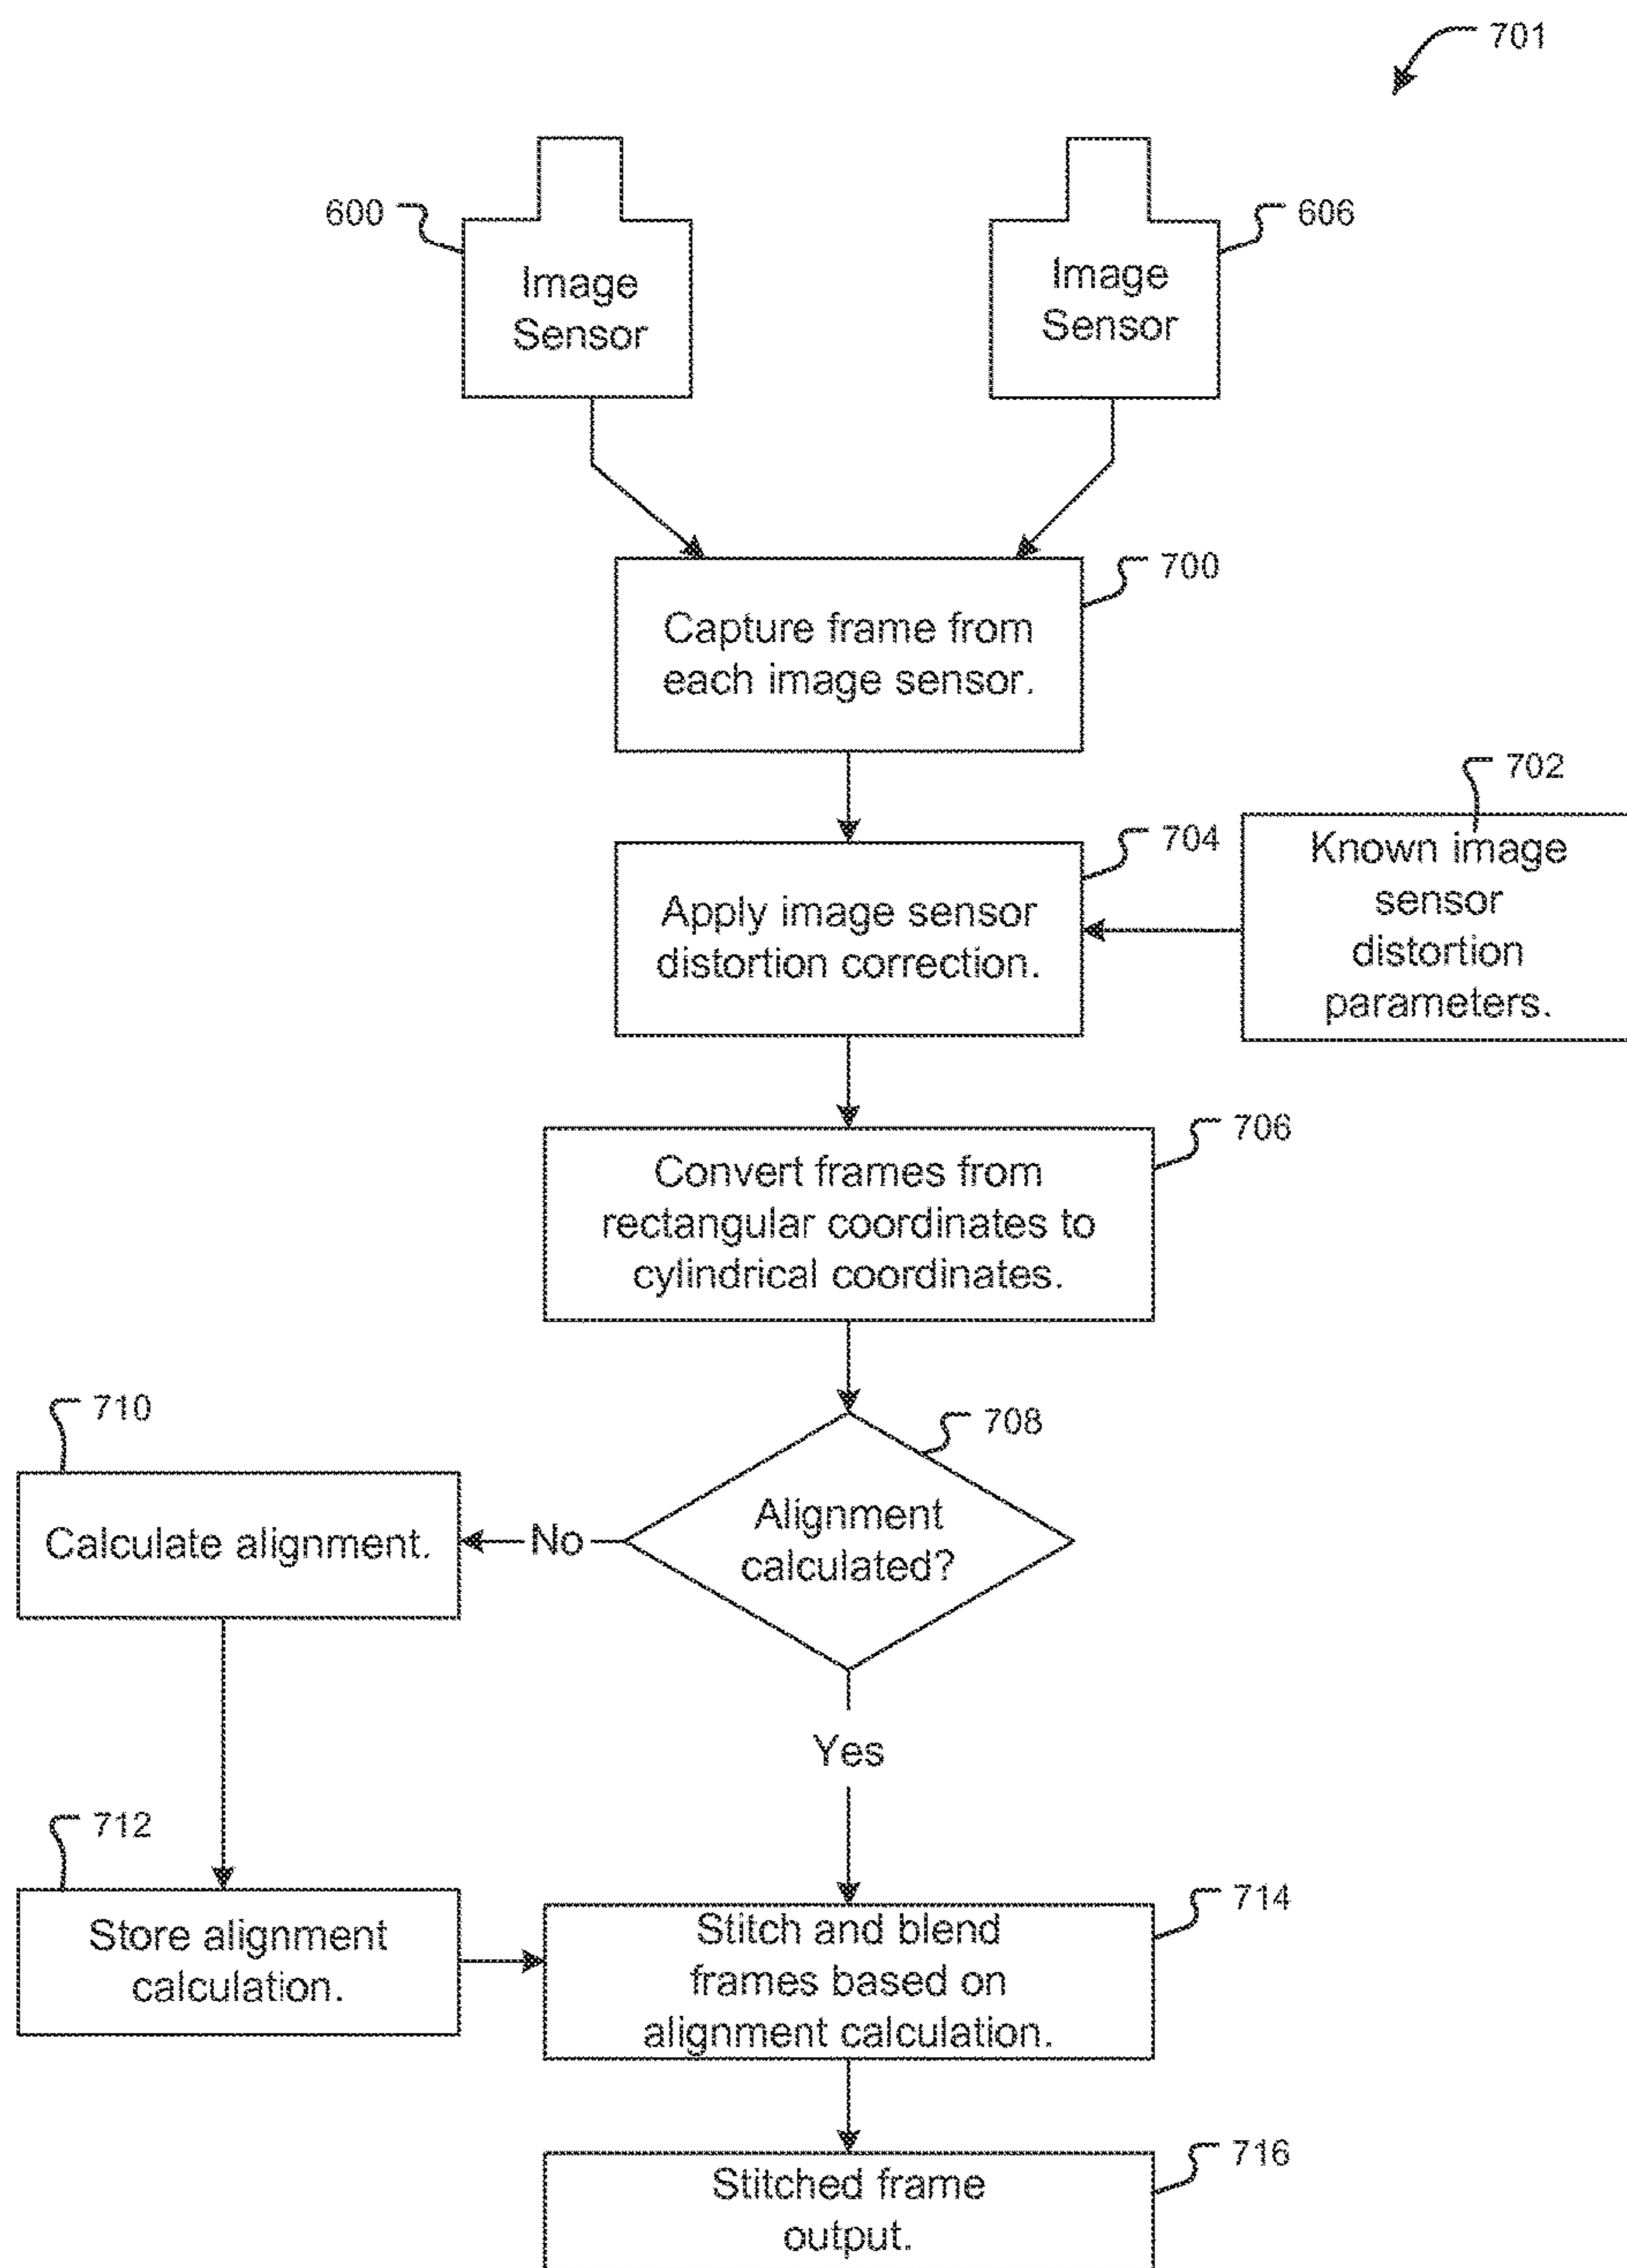 701
600
606
Image
Sensor
Image
Sensor
700
Capture frame from
each image sensor.
702
704
Known image
sensor
distortion
parameters.
Apply image sensor
distortion correction.
706
Convert frames from
rectangular coordinates to
cylindrical coordinates.
710
708
Alignment
calculated?
No
Calculate alignment.
Yes
712
714
Store alignment
calculation.
Stitch and blend
frames based on
alignment calculation.
716
Stitched frame
output.